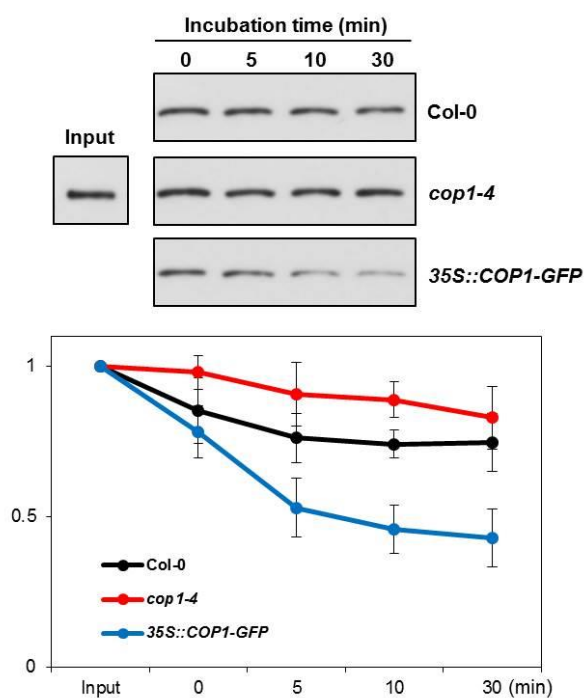 Incubation time (min)
0 5 10 30
Col-0
Input
cop1-4
35S::COP1-GFP
1
0.5
Col-0
cop1-4
35S::COP1-GFP
0
Input 0 5 10 30 (min)